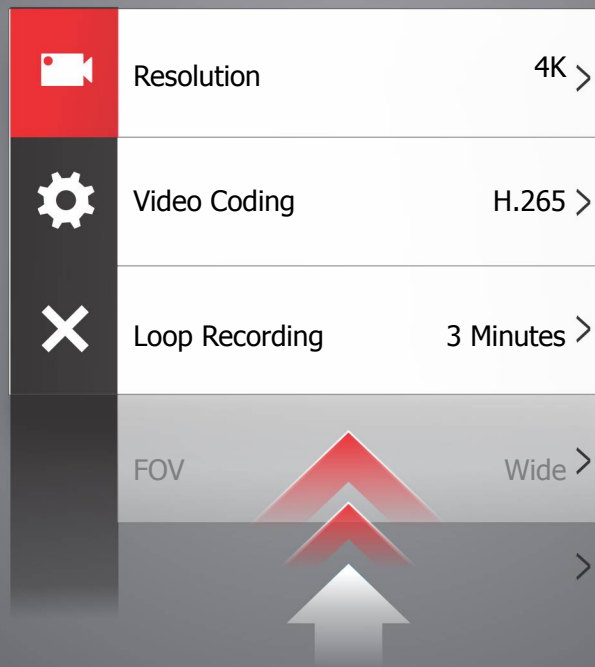 Resolution 4K
Video Coding H.265
Loop Recording 3 Minutes
FOV Wide